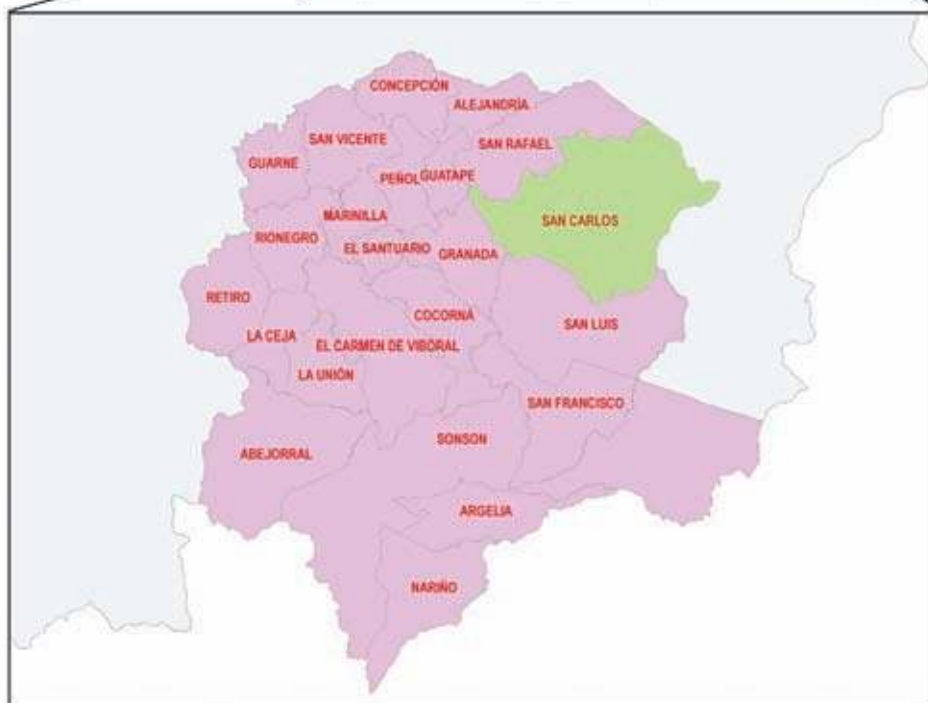 CONCEPCIÓN
ALEJANDRÍA
SAN VICENTE
SAN RAFAEL
GUARNE
PEÑOL
GUATAPE
MARINILLA
SAN CARLOS
RIONEGRO
EL SANTUARIO
GRANADA
RETIRO
COCORNÁ
SAN LUIS
LA CEJA
EL CARMEN DE VIBORAL
LA UNIÓN
SAN FRANCISCO
SONSON
ABEJORRAL
ARGELIA
NARIÑO